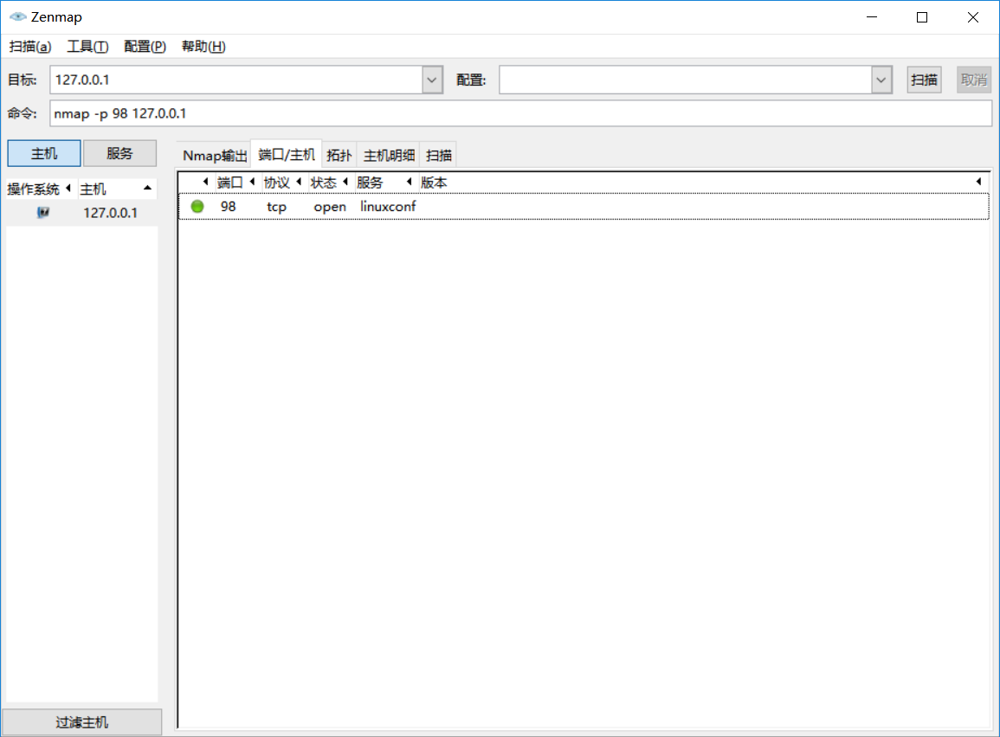 Zenmap
扫描(a) 工具(T) 配置(P) 帮助(H)
目标: 127.0.0.1 配置: 扫描 取消
命令: nmap -p 98 127.0.0.1
主机 服务 Nmap输出 端口/主机 拓扑 主机明细 扫描
操作系统 主机 端口 协议 状态 服务 版本
127.0.0.1 98 tcp open linuxconf
过滤主机